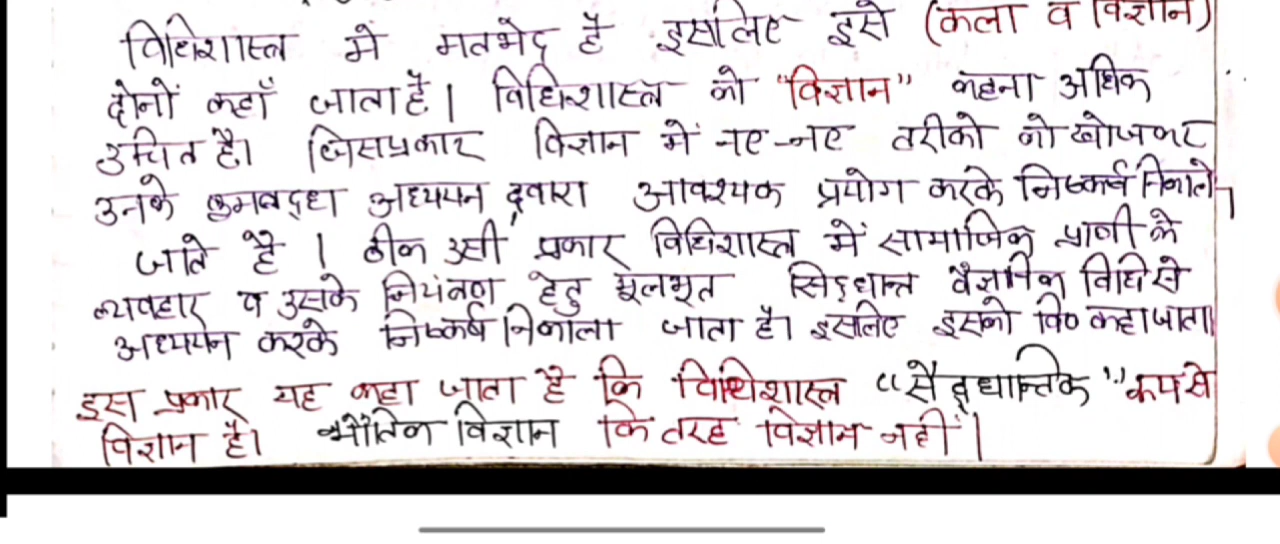 विधिशास्त्र में मतभेद है इसलिए इसे (कला व विज्ञान)
दोनों कहाँ जाता है। विधिशास्त्र को "विज्ञान" कहना अधिक
उचित है। जिसप्रकार विज्ञान में नए-नए तरीको को खोजकर
उनके क्रमबद्ध अध्ययन द्वारा आवश्यक प्रयोग करके निष्कर्ष निकाले
जाते है। ठीक उसी प्रकार विधिशास्त्र में सामाजिक प्राणी के
व्यवहार व उसके नियंत्रण हेतु मूलभूत सिद्धान्त वैज्ञानिक विधि से
अध्ययन करके निष्कर्ष निकाला जाता है। इसलिए इसको वि० कहा जाता
इस प्रकार यह कहा जाता है कि विधिशास्त्र "सैद्धान्तिक" रूप से
विज्ञान है। भौतिक विज्ञान कि तरह विज्ञान नहीं।